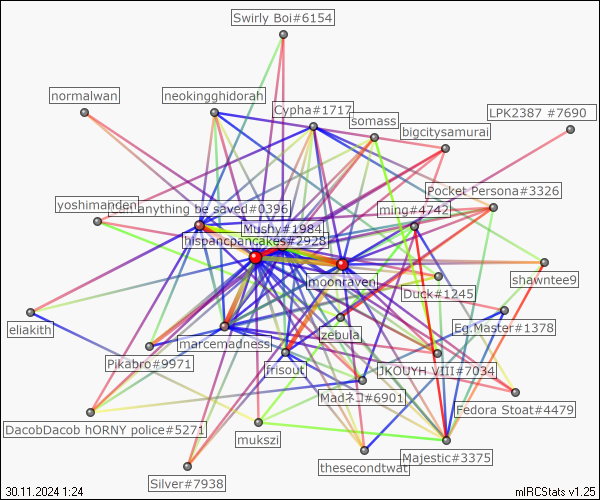 Swirly Boi#6154
normalwan
neokingghidorah
Cypha#1717
somass
LPK2387 #7690
bigcitysamurai
Pocket Persona#3326
yoshimanden
anything be saved#0396
ming#4742
Mushy#1984
hispancpancakes#2928
moonraven
Duck#1245
shawntee9
eliakith
marcemadness
zebula
Eg.Master#1378
Pikabro#9971
frisout
JKOUYH VIII#7034
Madネコ#6901
Fedora Stoat#4479
DacobDacob hORNY police#5271
mukszi
Majestic#3375
thesecondtwat
Silver#7938
30.11.2024 1:24
mIRCStats v1.25